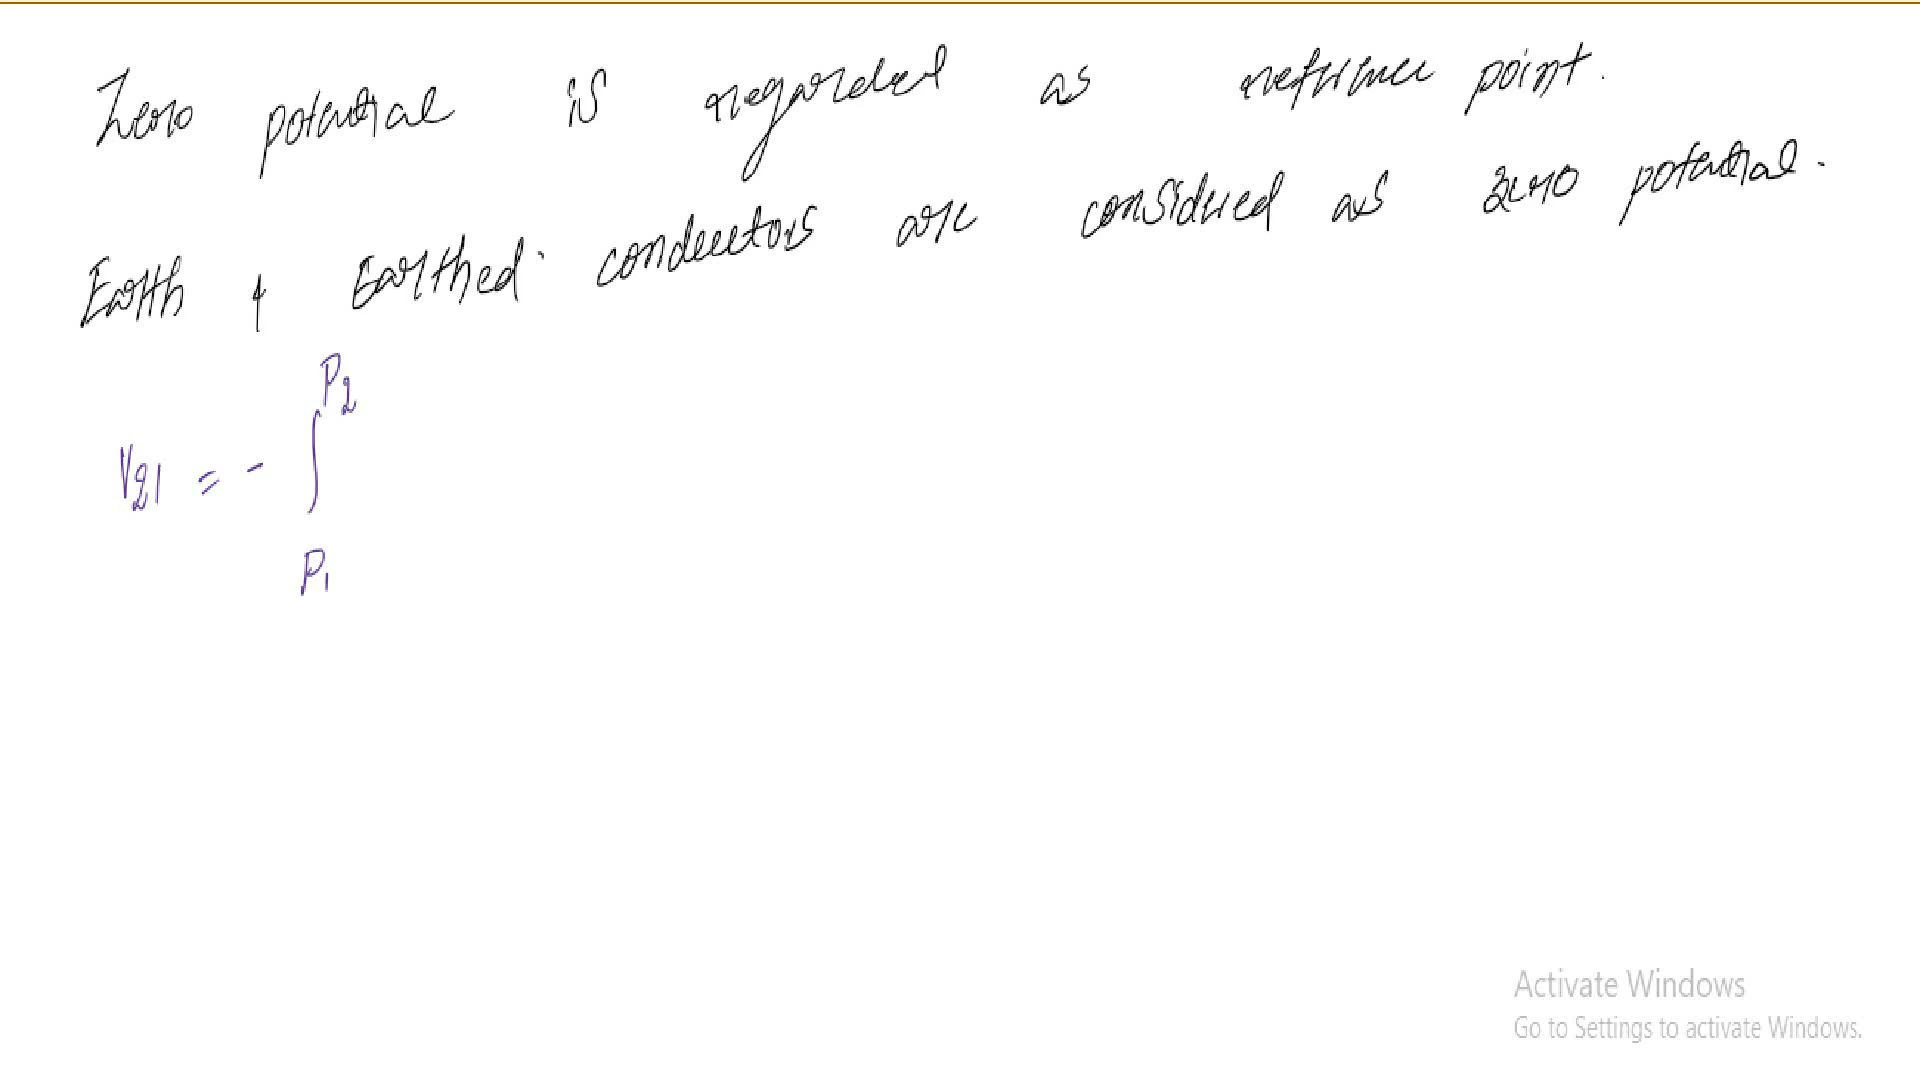 Zero potential is regarded as reference point.
Earth & Earthed conductors are considered as zero potential.
P2
V21 = - ∫
P1
Activate Windows
Go to Settings to activate Windows.